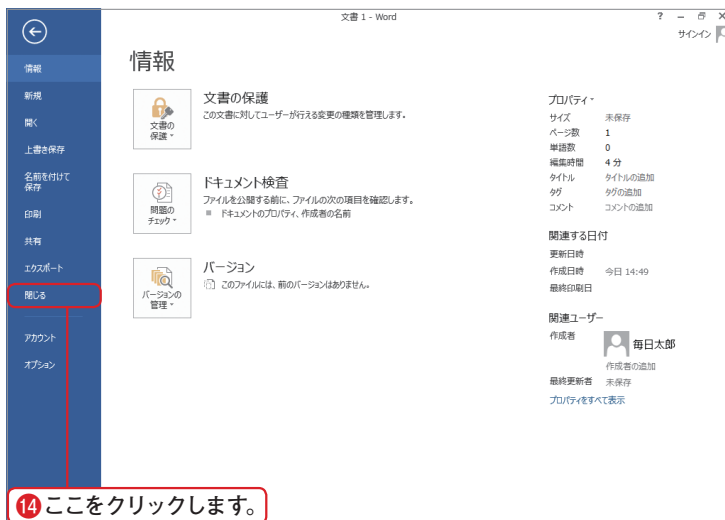 文書 1 - Word
? － X
サインイン
情報
新規
開く
上書き保存
名前を付けて
保存
印刷
共有
エクスポート
閉じる
アカウント
オプション
情報
文書の
保護
文書の保護
この文書に対してユーザーが行える変更の種類を管理します。
問題の
チェック
ドキュメント検査
ファイルを公開する前に、ファイルの次の項目を確認します。
■ ドキュメントのプロパティ、作成者の名前
バージョンの
管理
バージョン
このファイルには、前のバージョンはありません。
プロパティ
サイズ 未保存
ページ数 1
単語数 0
編集時間 4 分
タイトル タイトルの追加
タグ タグの追加
コメント コメントの追加
関連する日付
更新日時
作成日時 今日 14:49
最終印刷日
関連ユーザー
作成者 毎日太郎
作成者の追加
最終更新者 未保存
プロパティをすべて表示
⑭ここをクリックします。